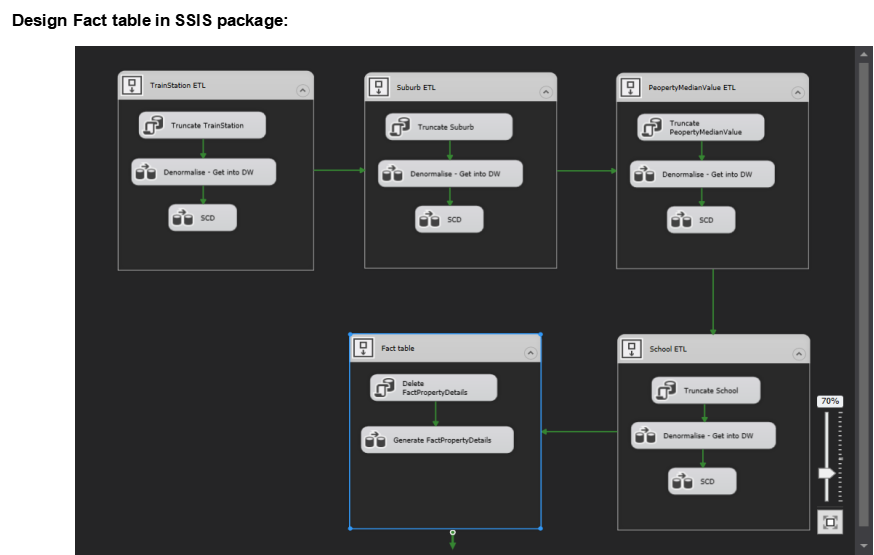 Design Fact table in SSIS package:
TrainStation ETL
Truncate TrainStation
Denormalise - Get into DW
SCD
Suburb ETL
Truncate Suburb
Denormalise - Get into DW
SCD
PeopertyMedianValue ETL
Truncate
PeopertyMedianValue
Denormalise - Get into DW
SCD
Fact table
Delete
FactPropertyDetails
Generate FactPropertyDetails
School ETL
Truncate School
Denormalise - Get into DW
SCD
70%